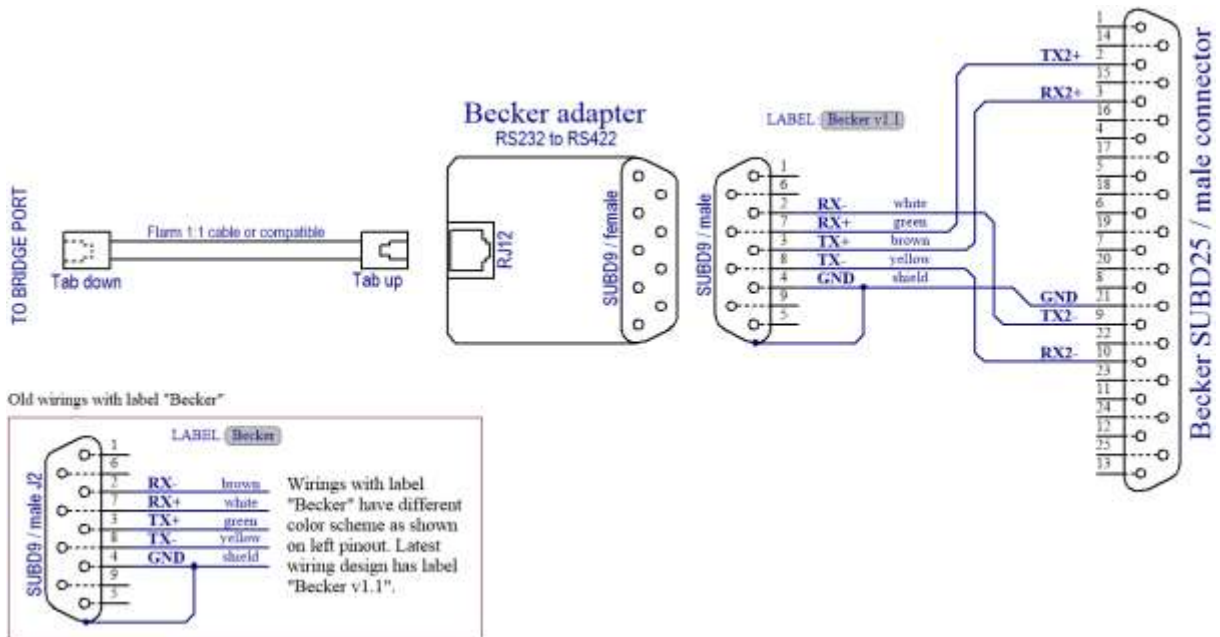 TO BRIDGE PORT
Flarm 1:1 cable or compatible
Tab down
Tab up
Becker adapter
RS232 to RS422
RJ12
SUBD9 / female
LABEL Becker v1.1
SUBD9 / male
1
6
2 RX- white
7 RX+ green
3 TX+ brown
8 TX- yellow
4 GND shield
9
5
TX2+
RX2+
GND
TX2-
RX2-
1
14
2
15
3
16
4
17
5
18
6
19
7
20
8
21
9
22
10
23
11
24
12
25
13
Becker SUBD25 / male connector
Old wirings with label "Becker"
LABEL Becker
SUBD9 / male J2
1
6
2 RX- brown
7 RX+ white
3 TX+ green
8 TX- yellow
4 GND shield
9
5
Wirings with label
"Becker" have different
color scheme as shown
on left pinout. Latest
wiring design has label
"Becker v1.1".